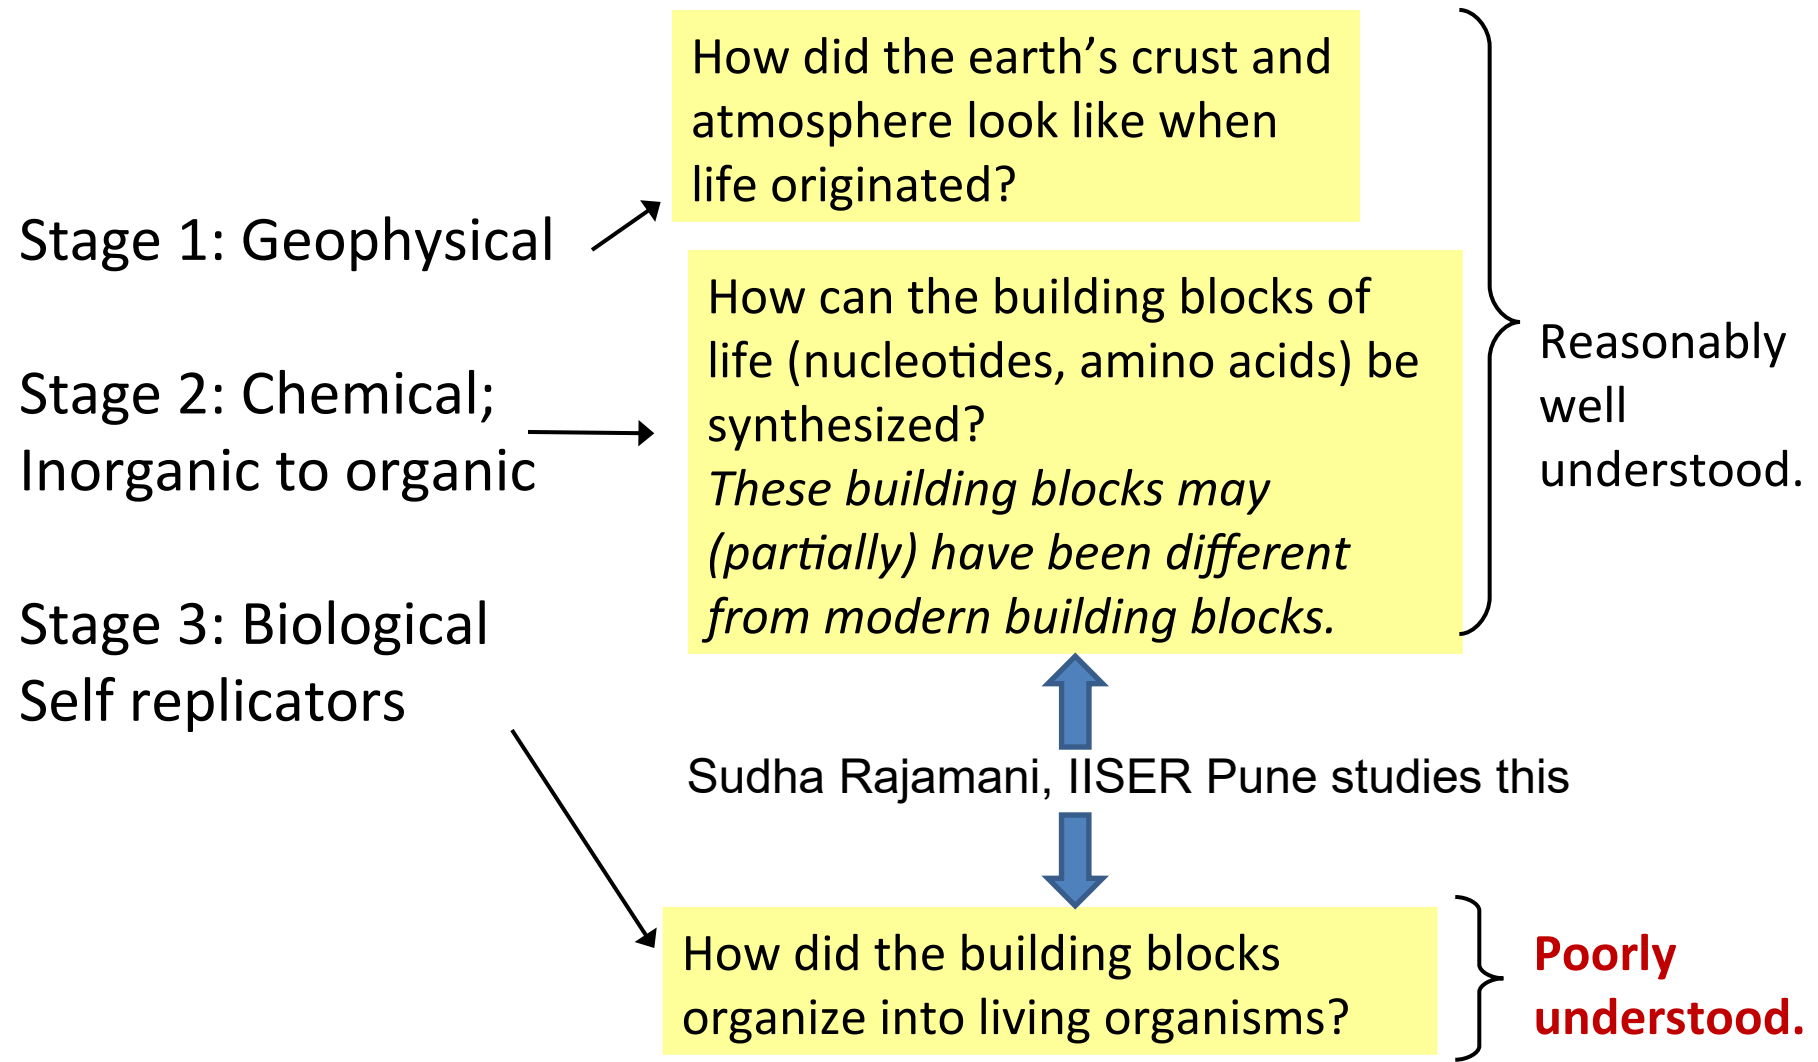 How did the earth’s crust and
atmosphere look like when
life originated?
Stage 1: Geophysical
How can the building blocks of
life (nucleotides, amino acids) be
synthesized?
These building blocks may
(partially) have been different
from modern building blocks.
Reasonably
well
understood.
Stage 2: Chemical;
Inorganic to organic
Stage 3: Biological
Self replicators
Sudha Rajamani, IISER Pune studies this
How did the building blocks
organize into living organisms?
Poorly
understood.